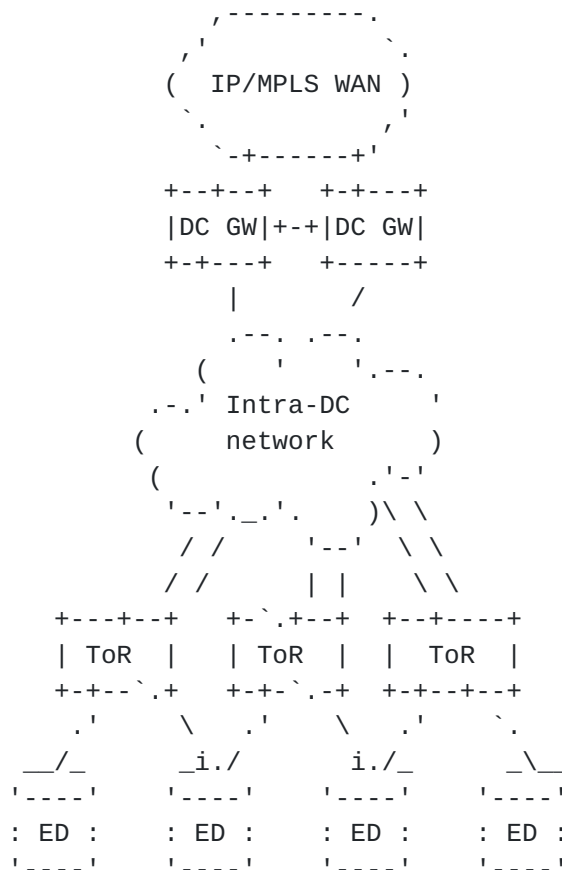 IP/MPLS WAN
DC GW DC GW
Intra-DC
network
ToR ToR ToR
ED ED ED ED